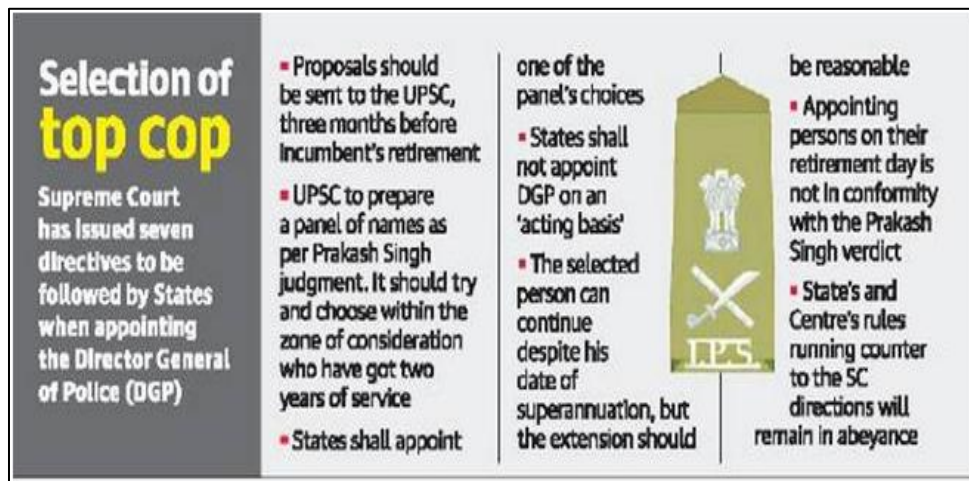 Selection of
top cop
Supreme Court
has issued seven
directives to be
followed by States
when appointing
the Director General
of Police (DGP)
▪ Proposals should
be sent to the UPSC,
three months before
incumbent's retirement
▪ UPSC to prepare
a panel of names as
per Prakash Singh
judgment. It should try
and choose within the
zone of consideration
who have got two
years of service
▪ States shall appoint
one of the
panel's choices
▪ States shall
not appoint
DGP on an
'acting basis'
▪ The selected
person can
continue
despite his
date of
superannuation, but
the extension should
be reasonable
▪ Appointing
persons on their
retirement day is
not in conformity
with the Prakash
Singh verdict
▪ State's and
Centre's rules
running counter
to the SC
directions will
remain in abeyance
I.P.S.